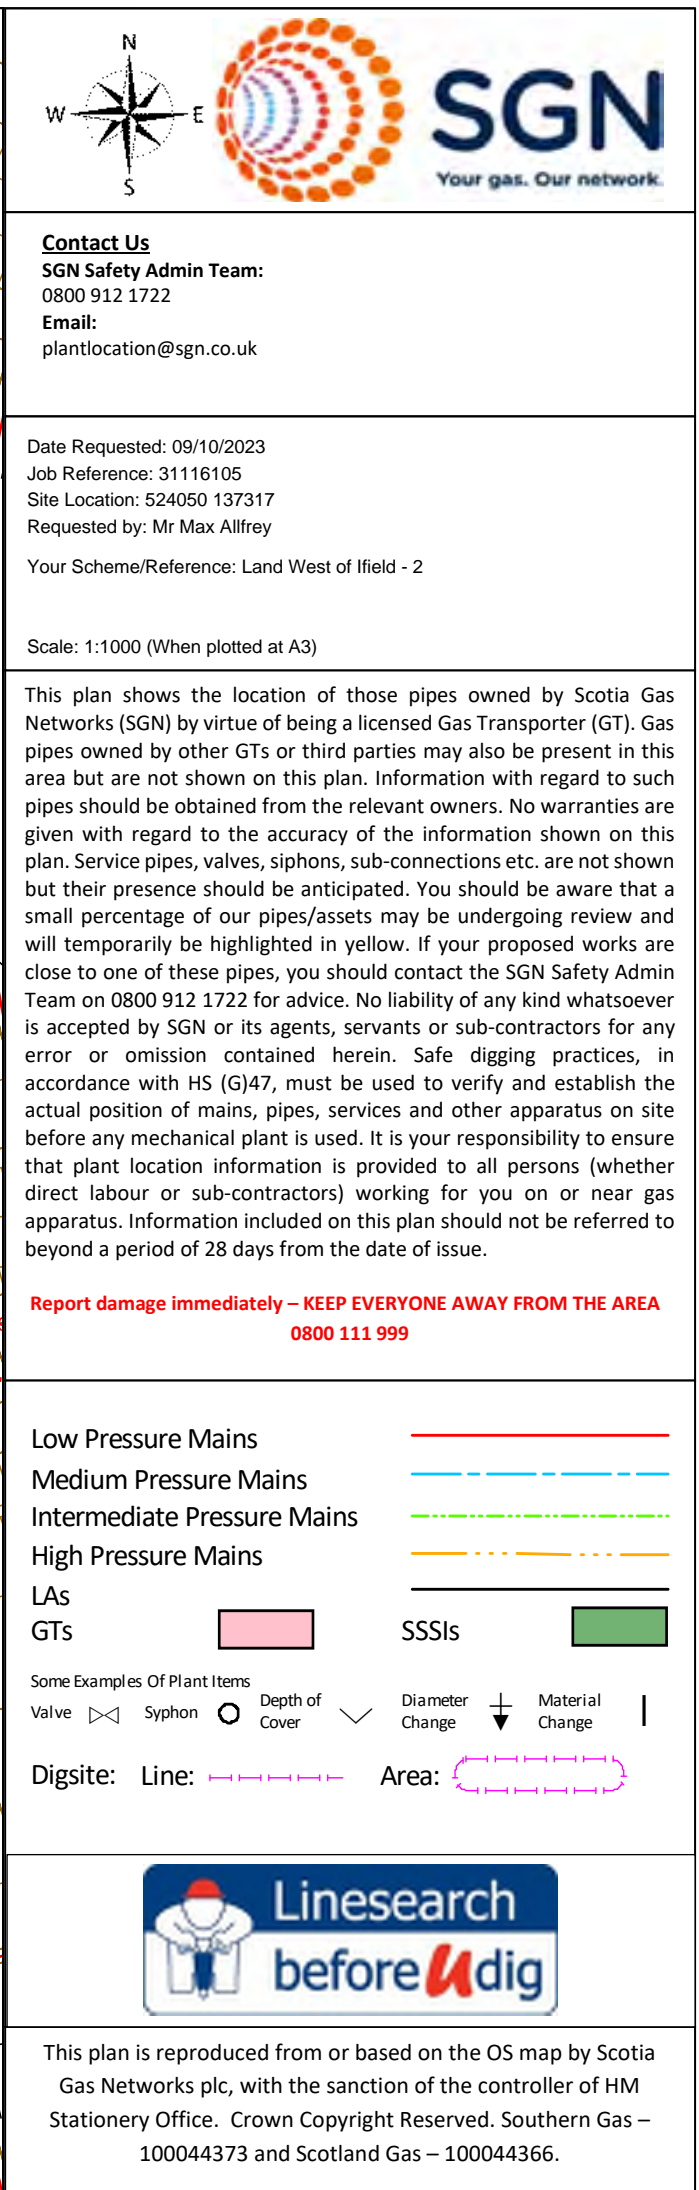 N
W
E
S
SGN
Your gas. Our network.
Contact Us
SGN Safety Admin Team:
0800 912 1722
Email:
plantlocation@sgn.co.uk
Date Requested: 09/10/2023
Job Reference: 31116105
Site Location: 524050 137317
Requested by: Mr Max Allfrey
Your Scheme/Reference: Land West of Ifield - 2
Scale: 1:1000 (When plotted at A3)
This plan shows the location of those pipes owned by Scotia Gas
Networks (SGN) by virtue of being a licensed Gas Transporter (GT). Gas
pipes owned by other GTs or third parties may also be present in this
area but are not shown on this plan. Information with regard to such
pipes should be obtained from the relevant owners. No warranties are
given with regard to the accuracy of the information shown on this
plan. Service pipes, valves, siphons, sub-connections etc. are not shown
but their presence should be anticipated. You should be aware that a
small percentage of our pipes/assets may be undergoing review and
will temporarily be highlighted in yellow. If your proposed works are
close to one of these pipes, you should contact the SGN Safety Admin
Team on 0800 912 1722 for advice. No liability of any kind whatsoever
is accepted by SGN or its agents, servants or sub-contractors for any
error or omission contained herein. Safe digging practices, in
accordance with HS (G)47, must be used to verify and establish the
actual position of mains, pipes, services and other apparatus on site
before any mechanical plant is used. It is your responsibility to ensure
that plant location information is provided to all persons (whether
direct labour or sub-contractors) working for you on or near gas
apparatus. Information included on this plan should not be referred to
beyond a period of 28 days from the date of issue.
Report damage immediately – KEEP EVERYONE AWAY FROM THE AREA
0800 111 999
Low Pressure Mains
Medium Pressure Mains
Intermediate Pressure Mains
High Pressure Mains
LAs
GTs SSSIs
Some Examples Of Plant Items
Valve Syphon Depth of Cover Diameter Change Material Change
Digsite: Line: Area:
Linesearch
beforeUdig
This plan is reproduced from or based on the OS map by Scotia
Gas Networks plc, with the sanction of the controller of HM
Stationery Office. Crown Copyright Reserved. Southern Gas –
100044373 and Scotland Gas – 100044366.